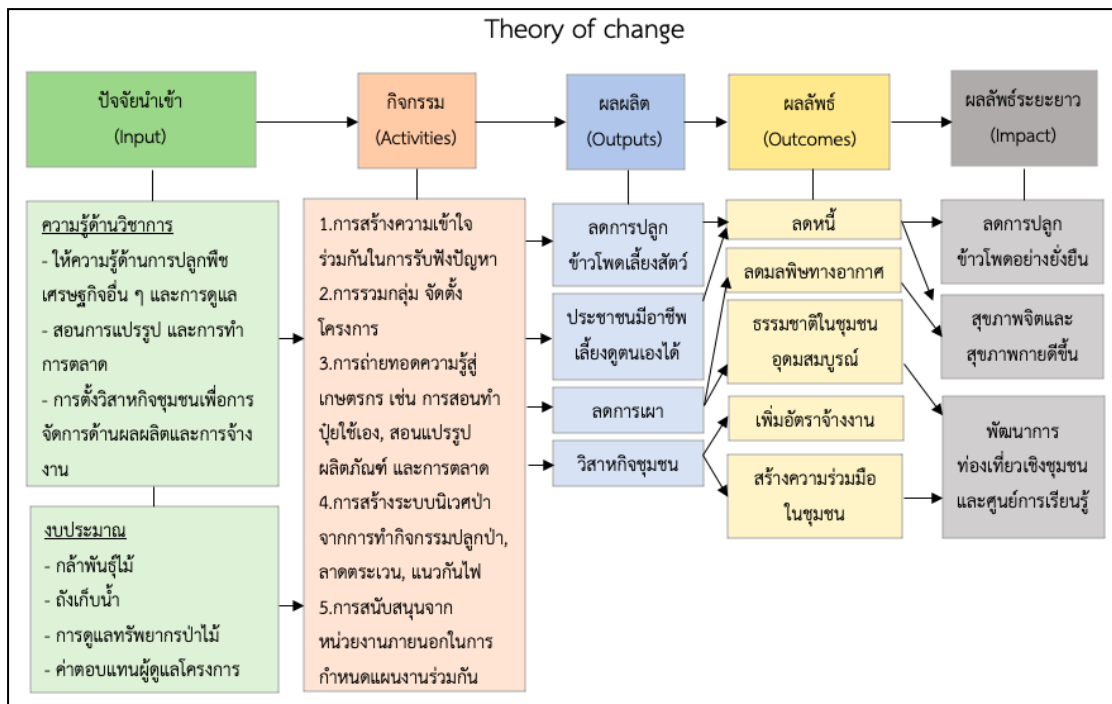 Theory of change
ปัจจัยนำเข้า
(Input)
กิจกรรม
(Activities)
ผลผลิต
(Outputs)
ผลลัพธ์
(Outcomes)
ผลลัพธ์ระยะยาว
(Impact)
ความรู้ด้านวิชาการ
- ให้ความรู้ด้านการปลูกพืช
เศรษฐกิจอื่น ๆ และการดูแล
- สอนการแปรรูป และการทำ
การตลาด
- การตั้งวิสาหกิจชุมชนเพื่อการ
จัดการด้านผลผลิตและการจ้าง
งาน
งบประมาณ
- กล้าพันธุ์ไม้
- ถังเก็บน้ำ
- การดูแลทรัพยากรป่าไม้
- ค่าตอบแทนผู้ดูแลโครงการ
1.การสร้างความเข้าใจ
ร่วมกันในการรับฟังปัญหา
2.การรวมกลุ่ม จัดตั้ง
โครงการ
3.การถ่ายทอดความรู้สู่
เกษตรกร เช่น การสอนทำ
ปุ๋ยใช้เอง, สอนแปรรูป
ผลิตภัณฑ์ และการตลาด
4.การสร้างระบบนิเวศป่า
จากการทำกิจกรรมปลูกป่า,
ลาดตระเวน, แนวกันไฟ
5.การสนับสนุนจาก
หน่วยงานภายนอกในการ
กำหนดแผนงานร่วมกัน
ลดการปลูก
ข้าวโพดเลี้ยงสัตว์
ประชาชนมีอาชีพ
เลี้ยงดูตนเองได้
ลดการเผา
วิสาหกิจชุมชน
ลดหนี้
ลดมลพิษทางอากาศ
ธรรมชาติในชุมชน
อุดมสมบูรณ์
เพิ่มอัตราจ้างงาน
สร้างความร่วมมือ
ในชุมชน
ลดการปลูก
ข้าวโพดอย่างยั่งยืน
สุขภาพจิตและ
สุขภาพกายดีขึ้น
พัฒนาการ
ท่องเที่ยวเชิงชุมชน
และศูนย์การเรียนรู้